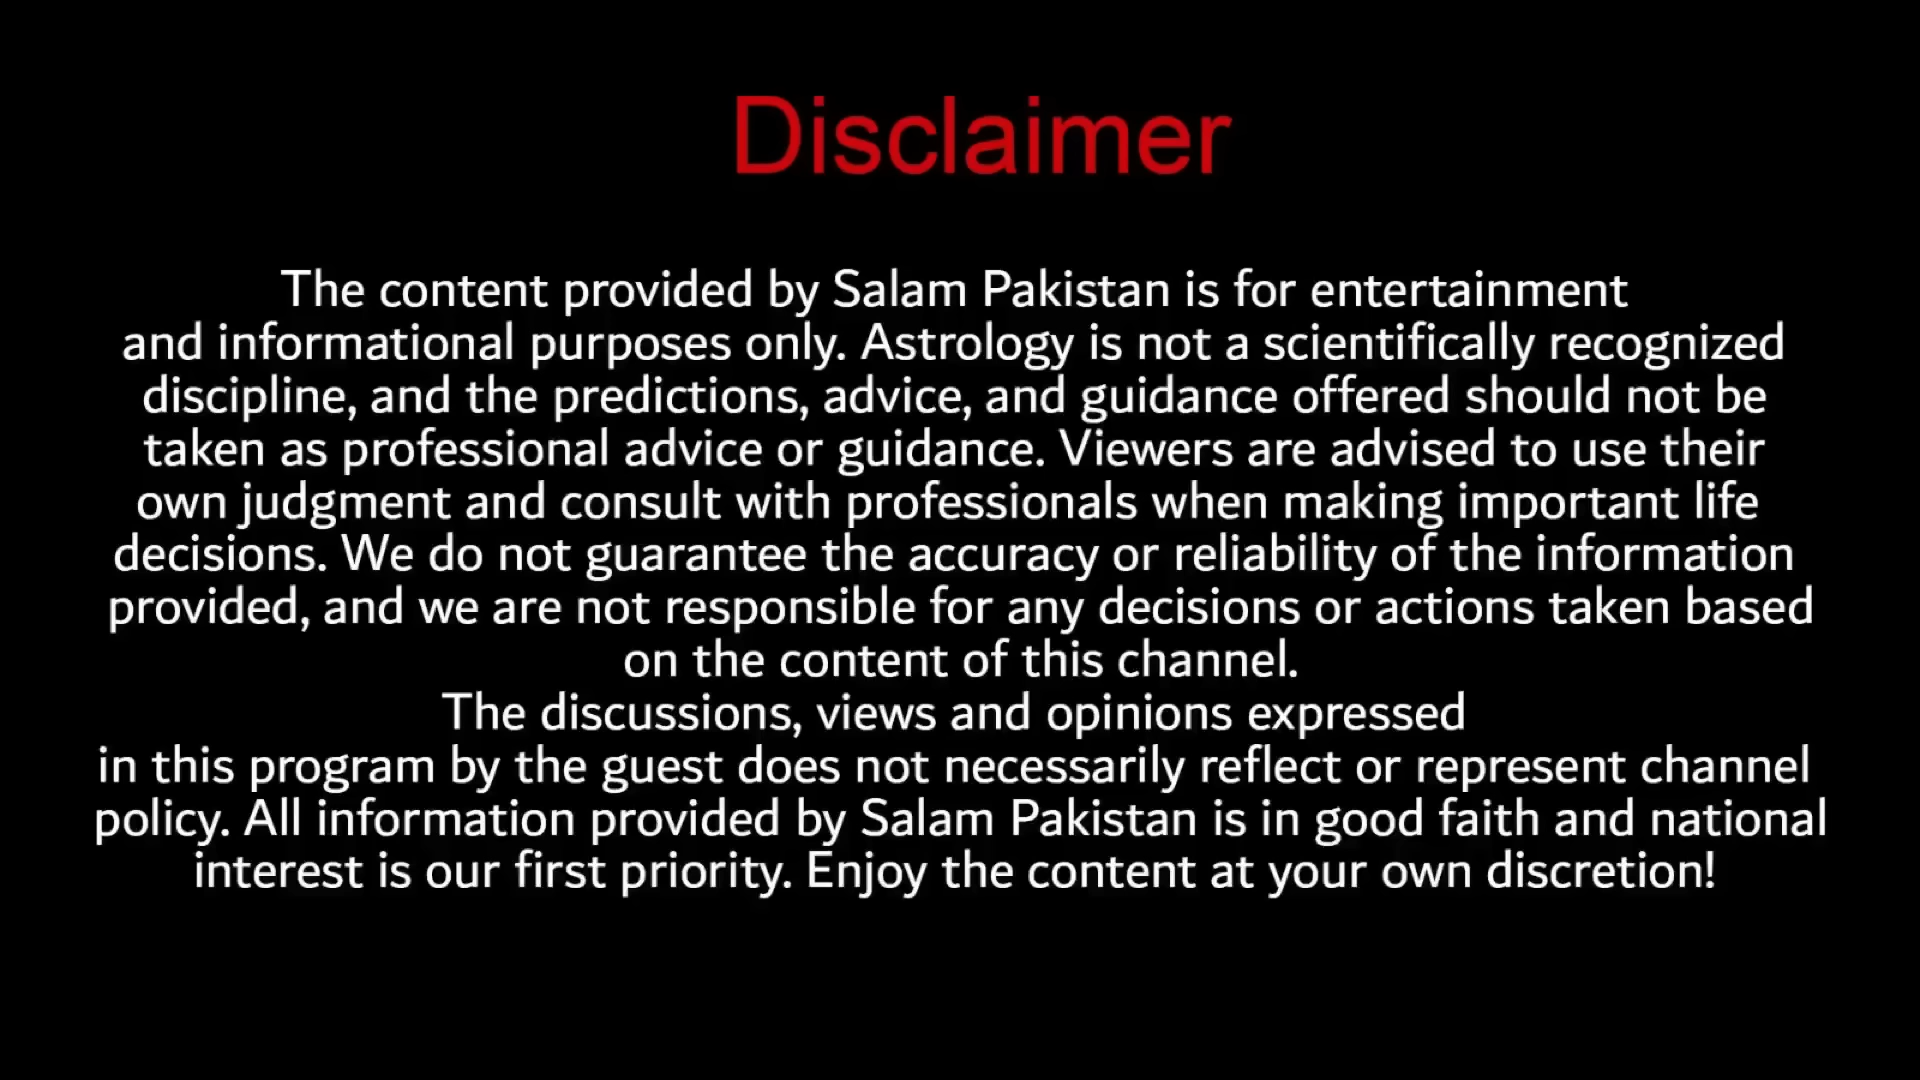 Disclaimer
The content provided by Salam Pakistan is for entertainment
and informational purposes only. Astrology is not a scientifically recognized
discipline, and the predictions, advice, and guidance offered should not be
taken as professional advice or guidance. Viewers are advised to use their
own judgment and consult with professionals when making important life
decisions. We do not guarantee the accuracy or reliability of the information
provided, and we are not responsible for any decisions or actions taken based
on the content of this channel.
The discussions, views and opinions expressed
in this program by the guest does not necessarily reflect or represent channel
policy. All information provided by Salam Pakistan is in good faith and national
interest is our first priority. Enjoy the content at your own discretion!